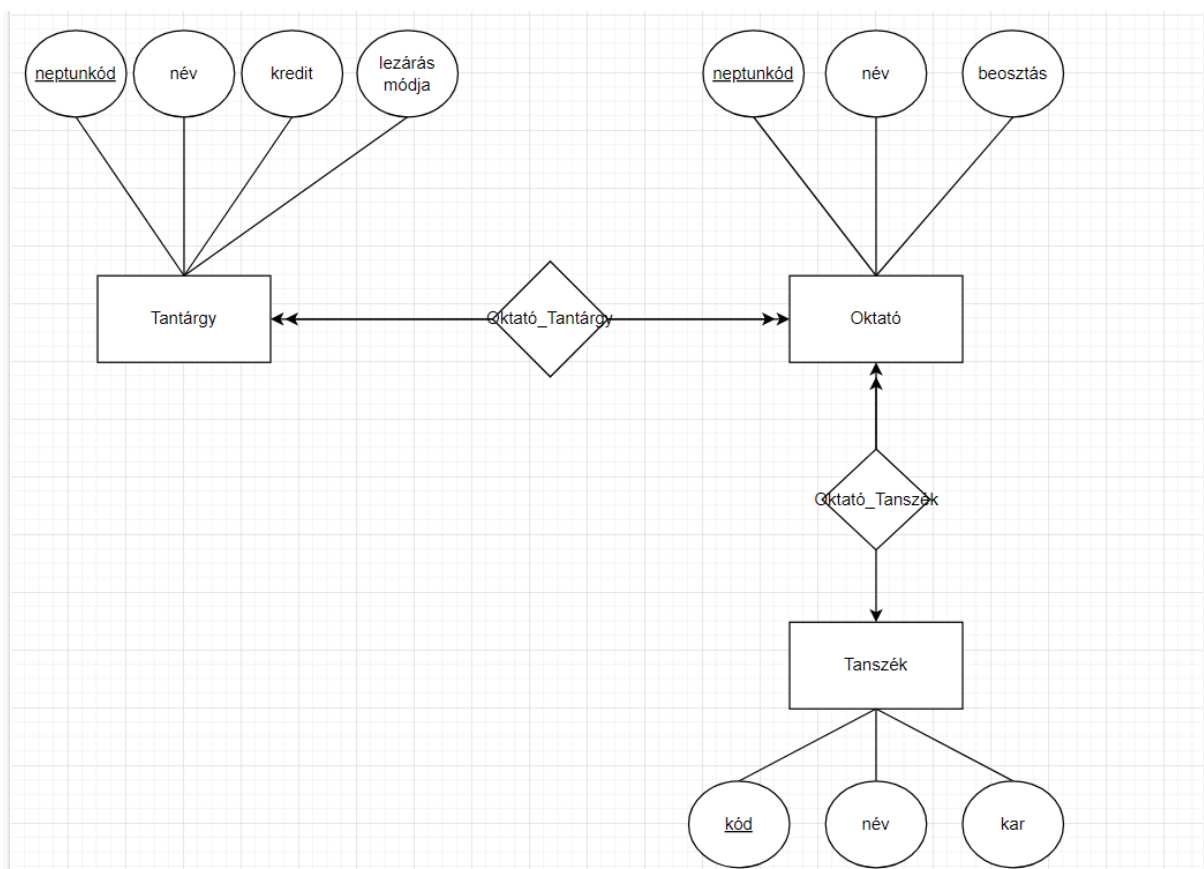 neptunkód
név
kredit
lezárás
módja
neptunkód
név
beosztás
Tantárgy
Oktató_Tantárgy
Oktató
Oktató_Tanszék
Tanszék
kód
név
kar